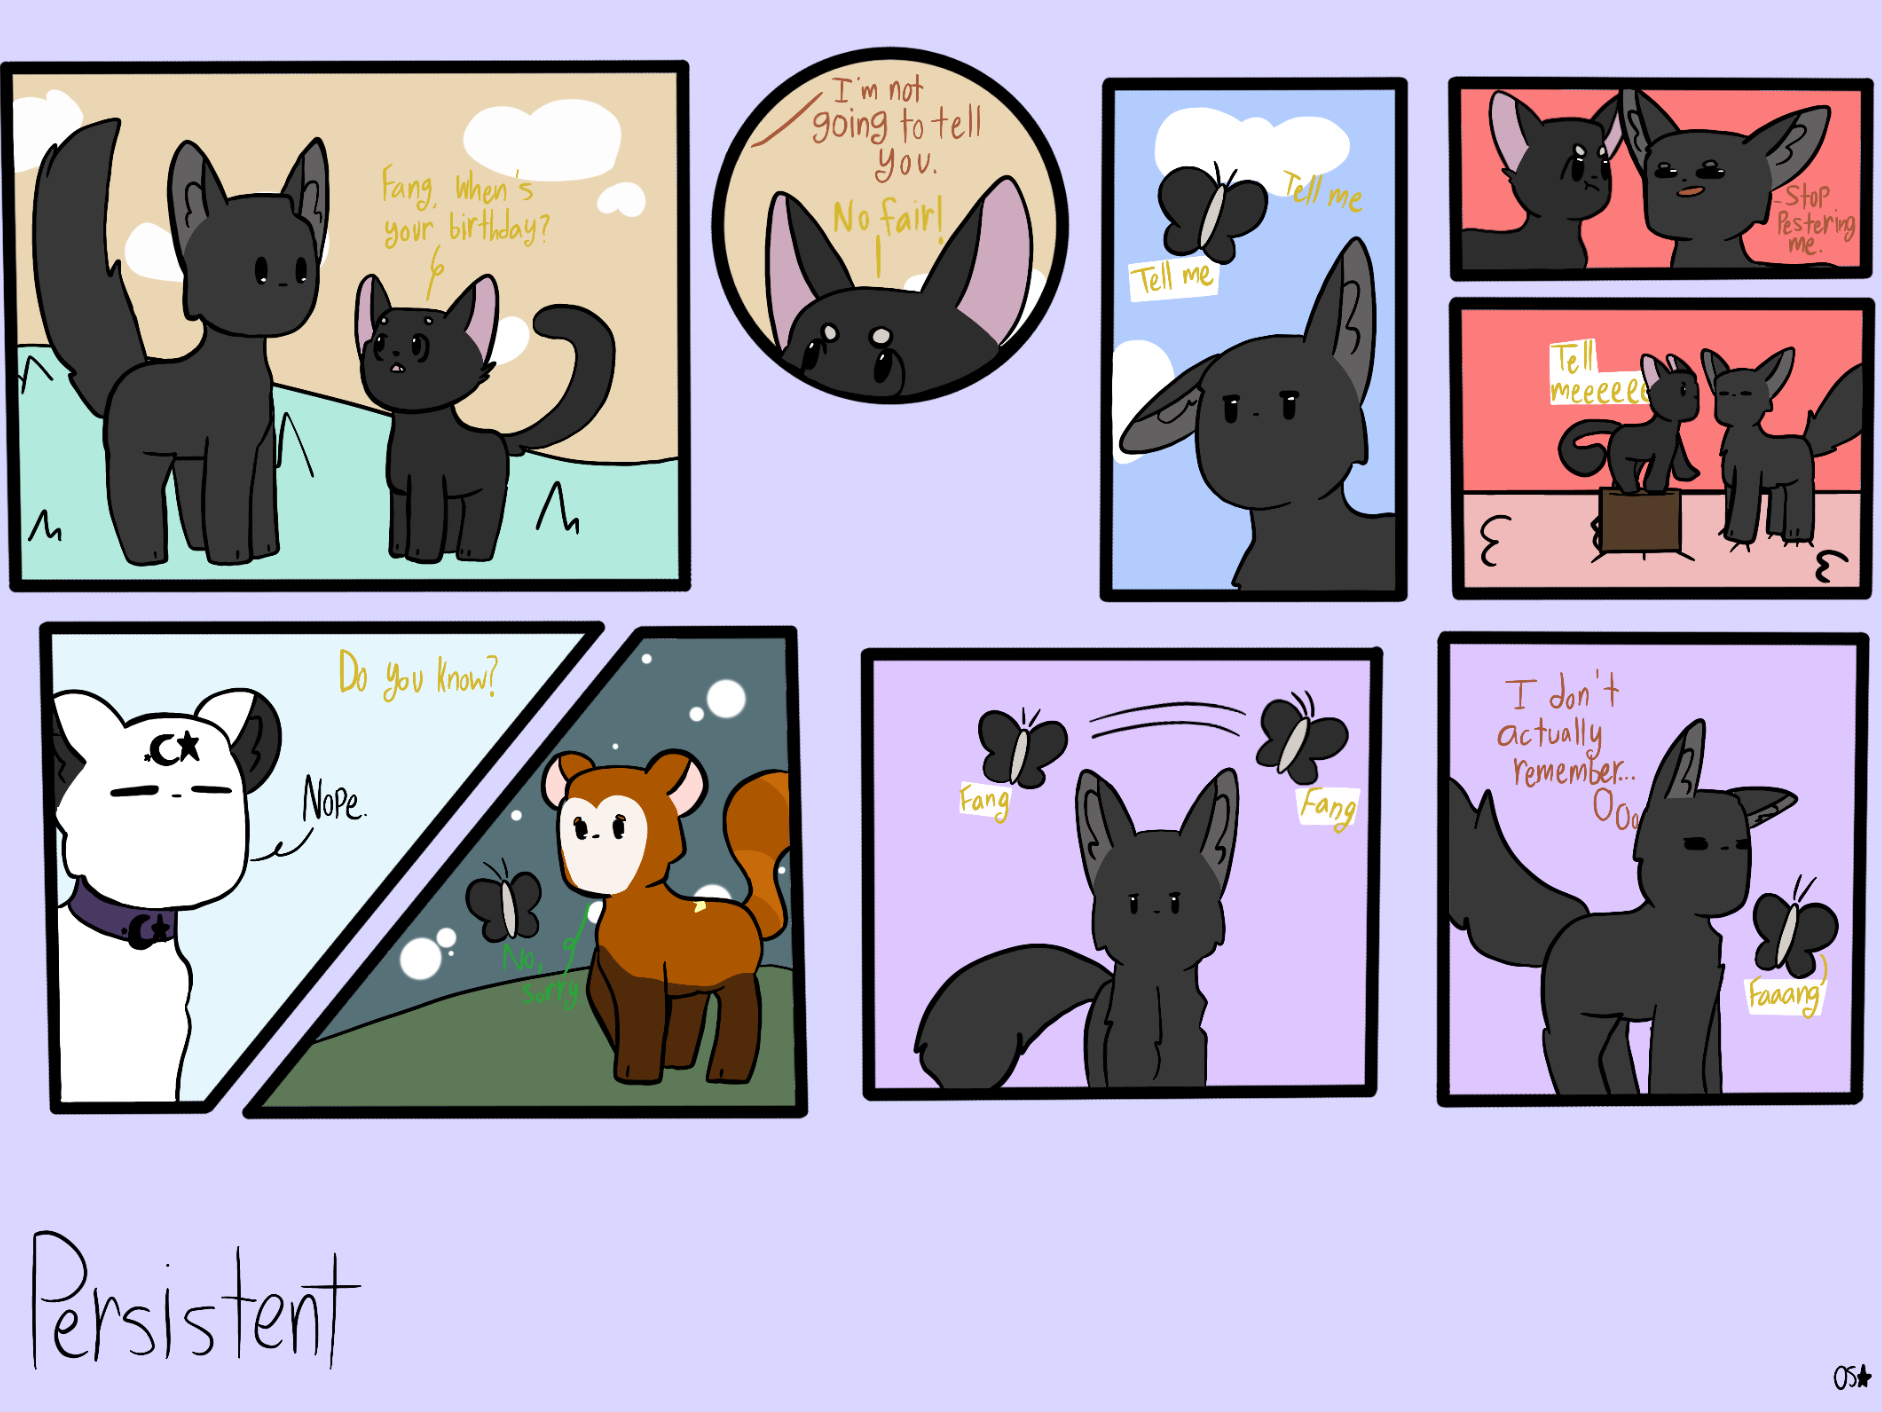 Fang, when's
your birthday?
I'm not
going to tell
you.
No fair!
Tell me
Tell me
- Stop
Pestering
me.
Tell
meeeeee
Do you know?
Nope.
No,
sorry
Fang
Fang
I don't
actually
remember...
Faaang
Persistent
OS★